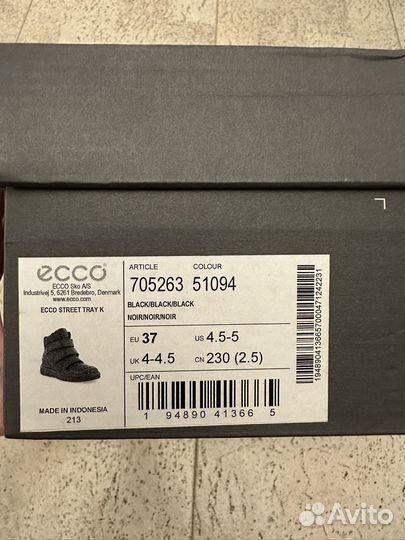 ecco
ECCO Sko A/S
Industrivej 5, 6261 Bredebro, Denmark
www.ecco.com
ECCO STREET TRAY K
MADE IN INDONESIA
213
ARTICLE COLOUR
705263 51094
BLACK/BLACK/BLACK
NOIR/NOIR/NOIR
EU 37 US 4.5-5
UK 4-4.5 CN 230 (2.5)
UPC/EAN
1 94890 41366 5
19489041366570004712422​31
Avito